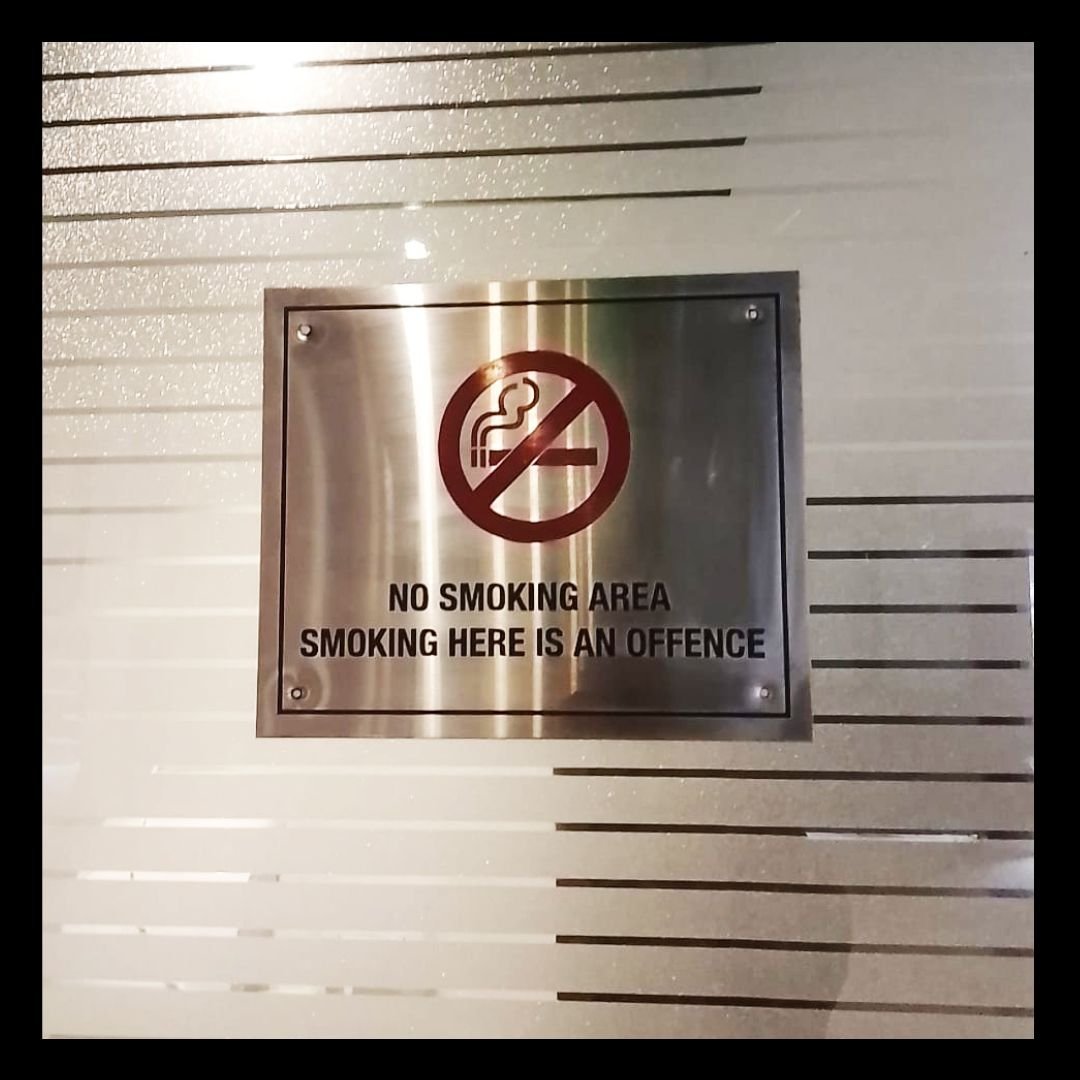 NO SMOKING AREA
SMOKING HERE IS AN OFFENCE